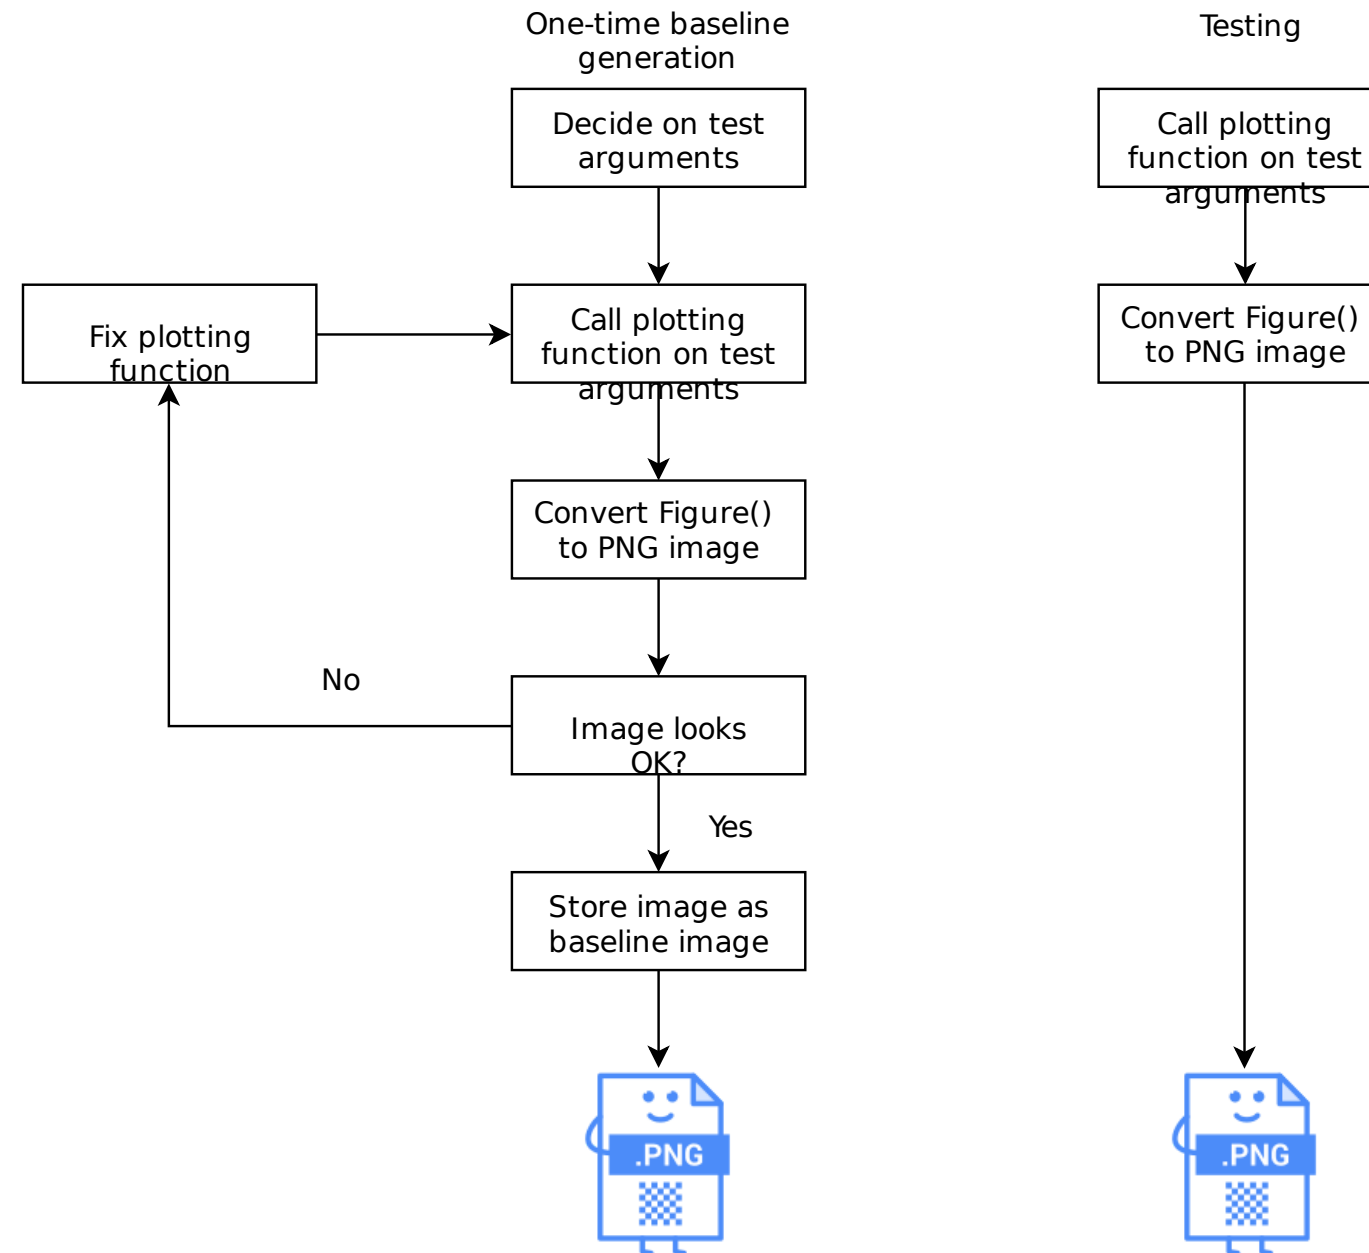 One-time baseline
generation
Decide on test
arguments
Fix plotting
function
Call plotting
function on test
arguments
Convert Figure()
to PNG image
No
Image looks
OK?
Yes
Store image as
baseline image
.PNG
Testing
Call plotting
function on test
arguments
Convert Figure()
to PNG image
.PNG